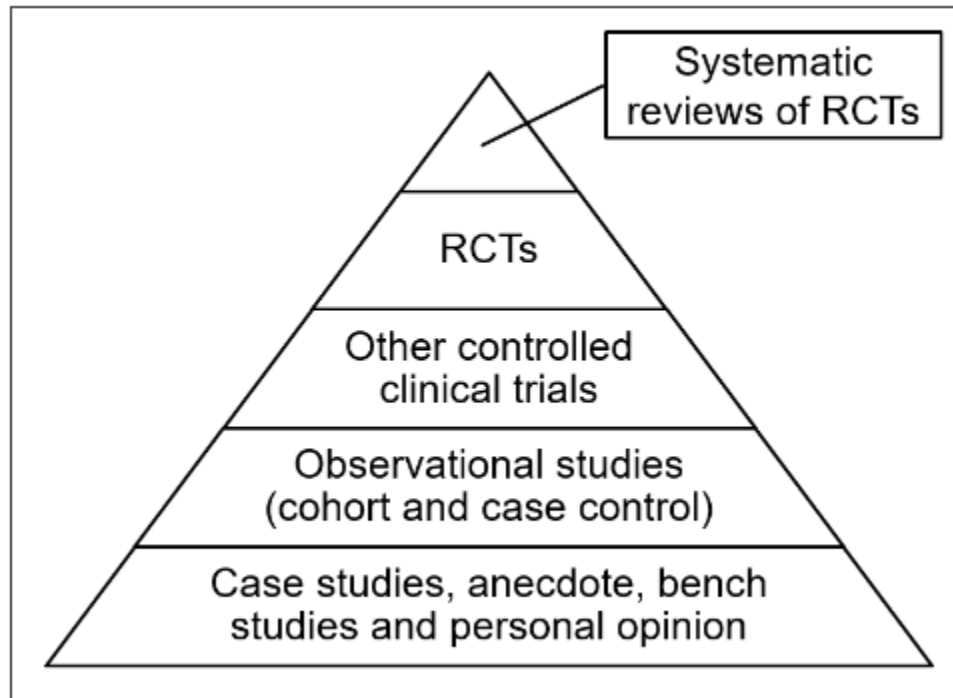 Systematic
reviews of RCTs
RCTs
Other controlled
clinical trials
Observational studies
(cohort and case control)
Case studies, anecdote, bench
studies and personal opinion